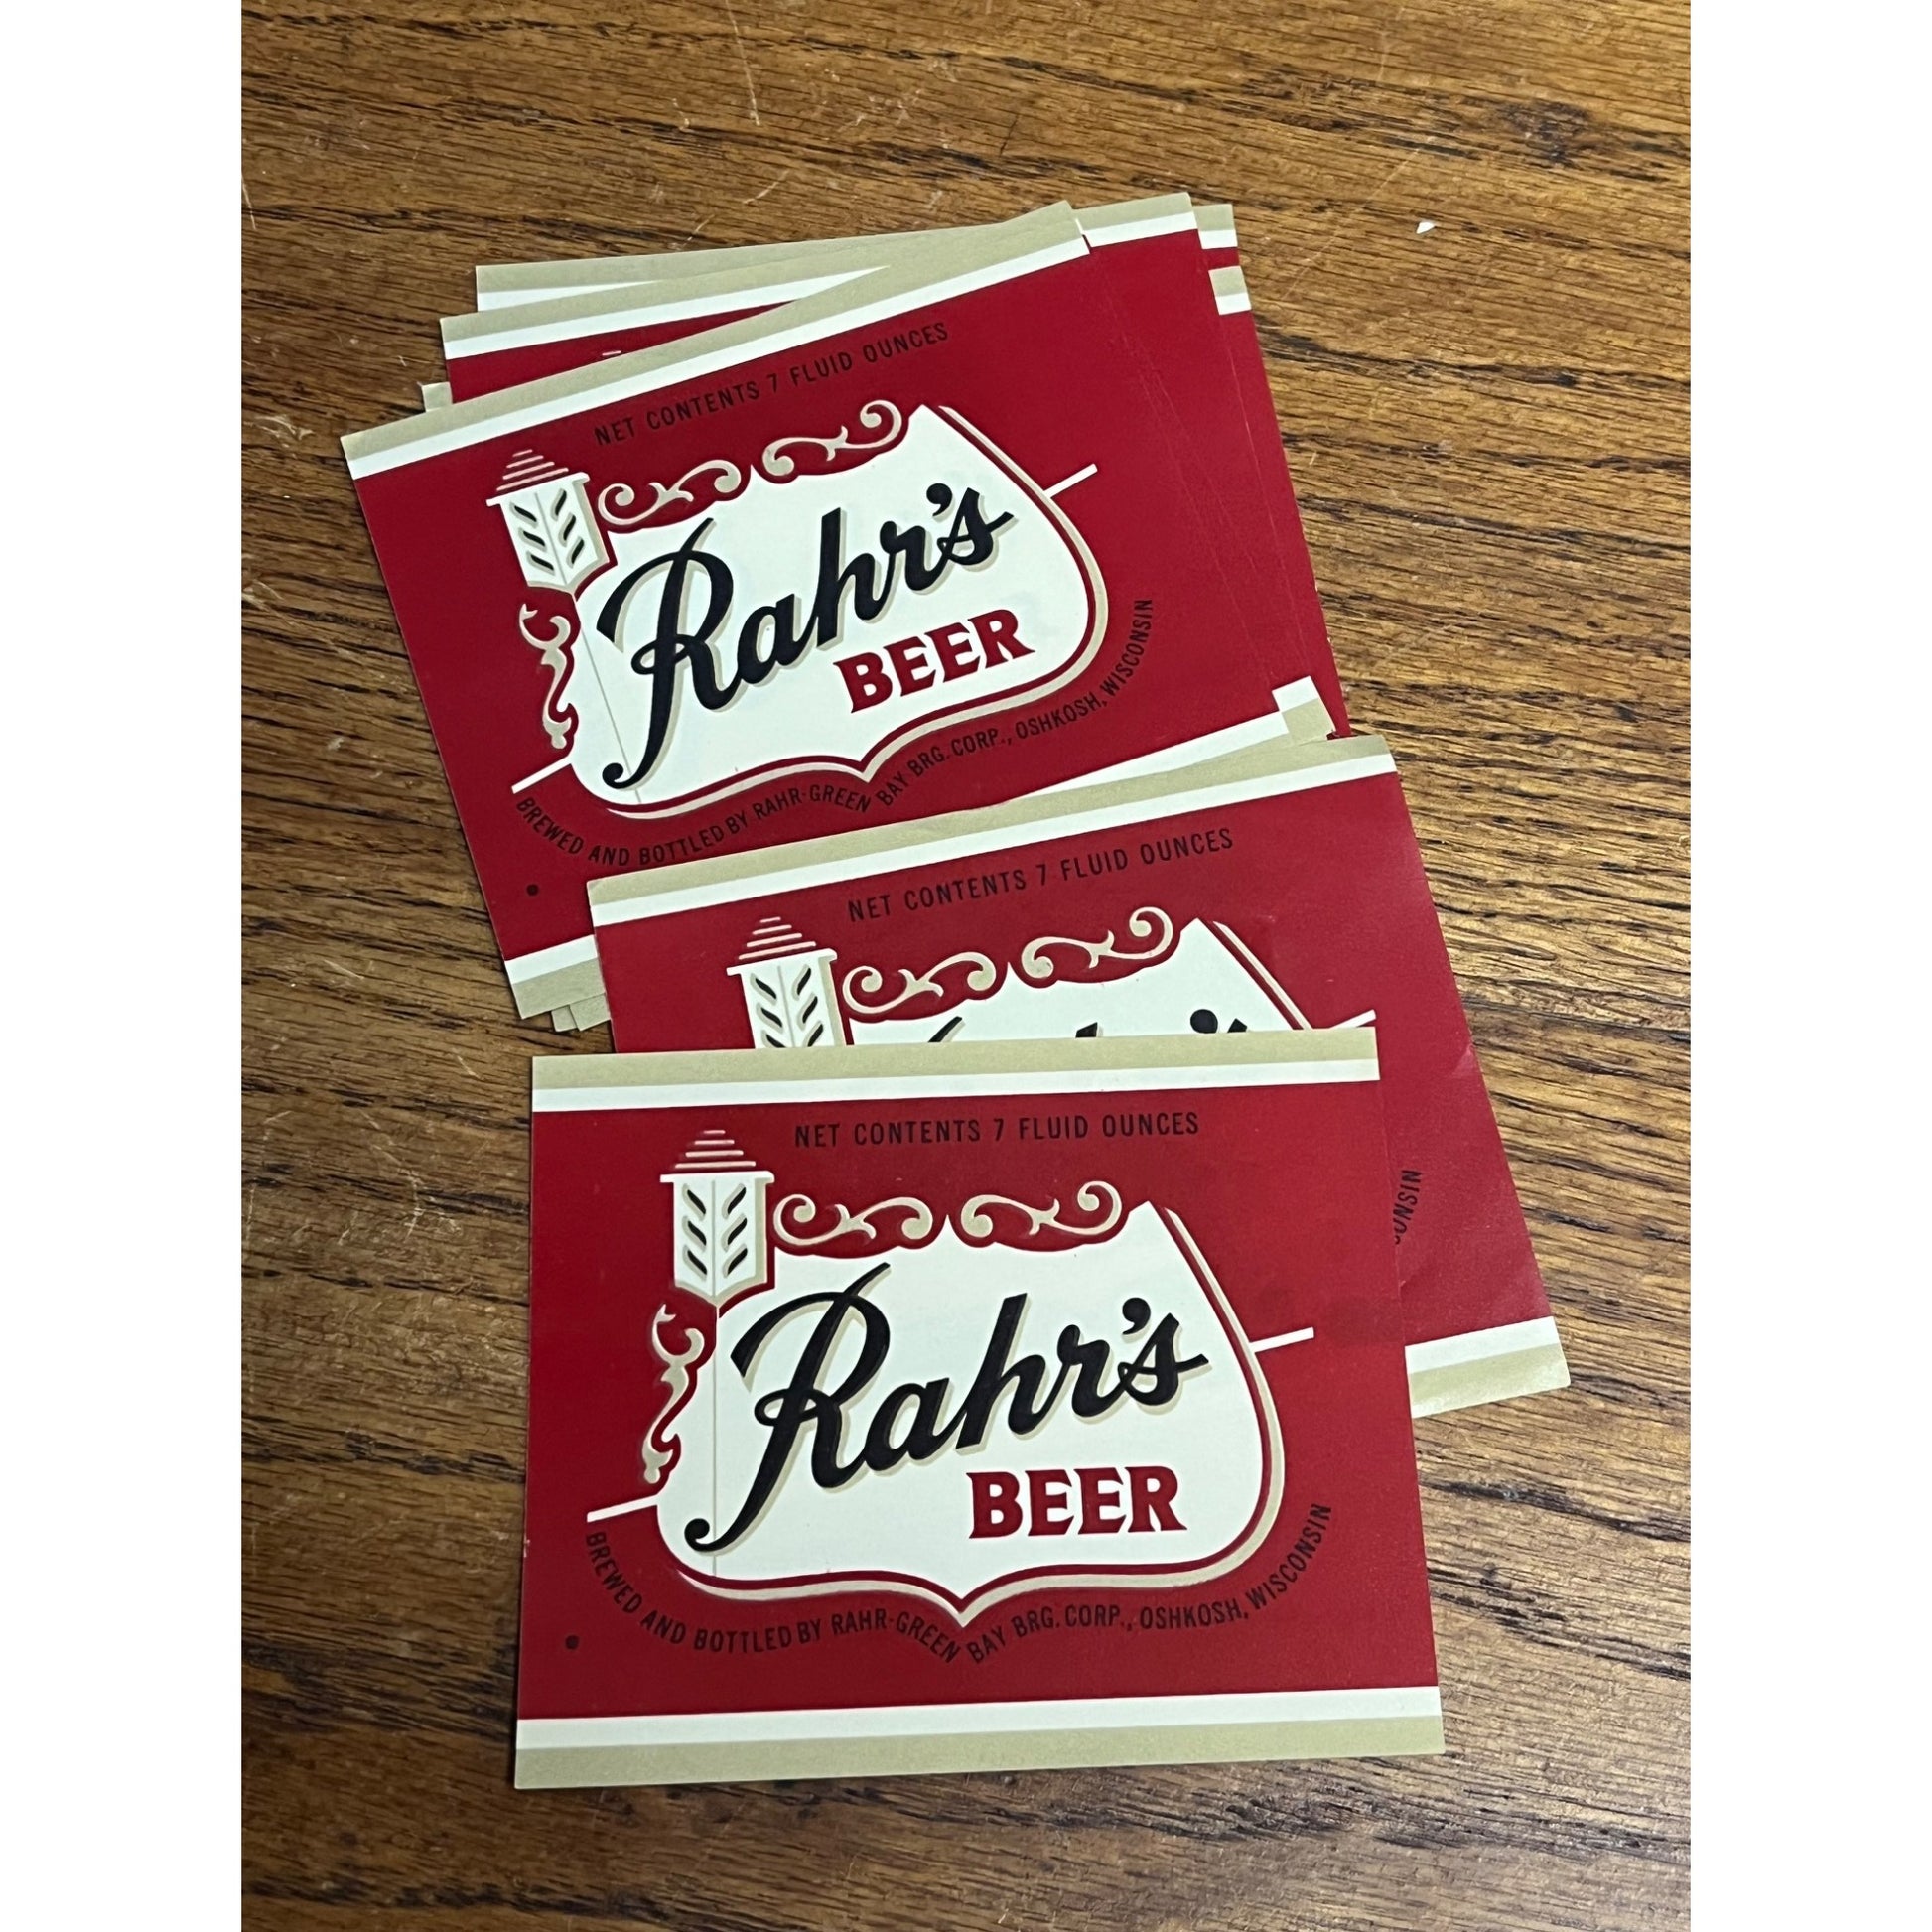 NET CONTENTS 7 FLUID OUNCES
Rahr's
BEER
BREWED AND BOTTLED BY RAHR-GREEN BAY BRG. CORP., OSHKOSH, WISCONSIN
NET CONTENTS 7 FLUID OUNCES
NET CONTENTS 7 FLUID OUNCES
Rahr's
BEER
BREWED AND BOTTLED BY RAHR-GREEN BAY BRG. CORP., OSHKOSH, WISCONSIN